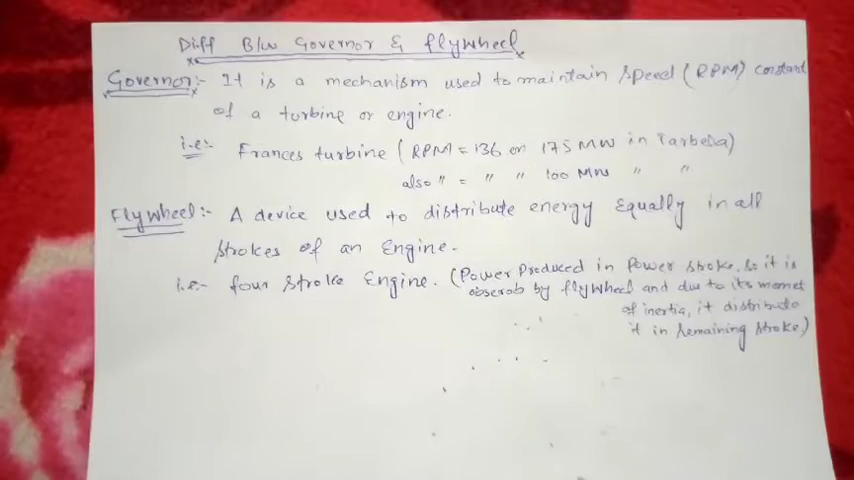 Diff B/w Governor & flywheel
Governor:- It is a mechanism used to maintain speed (RPM) constant
of a turbine or engine.
i.e:- Frances turbine (RPM = 136 on 175 MW in Tarbela)
also " = " " 100 MW " "
Flywheel:- A device used to distribute energy Equally in all
strokes of an Engine.
i.e:- four stroke Engine. (Power Produced in Power stroke. So it is
obserob by flywheel and due to its momet
of inertia, it distribute
it in remaining stroke)